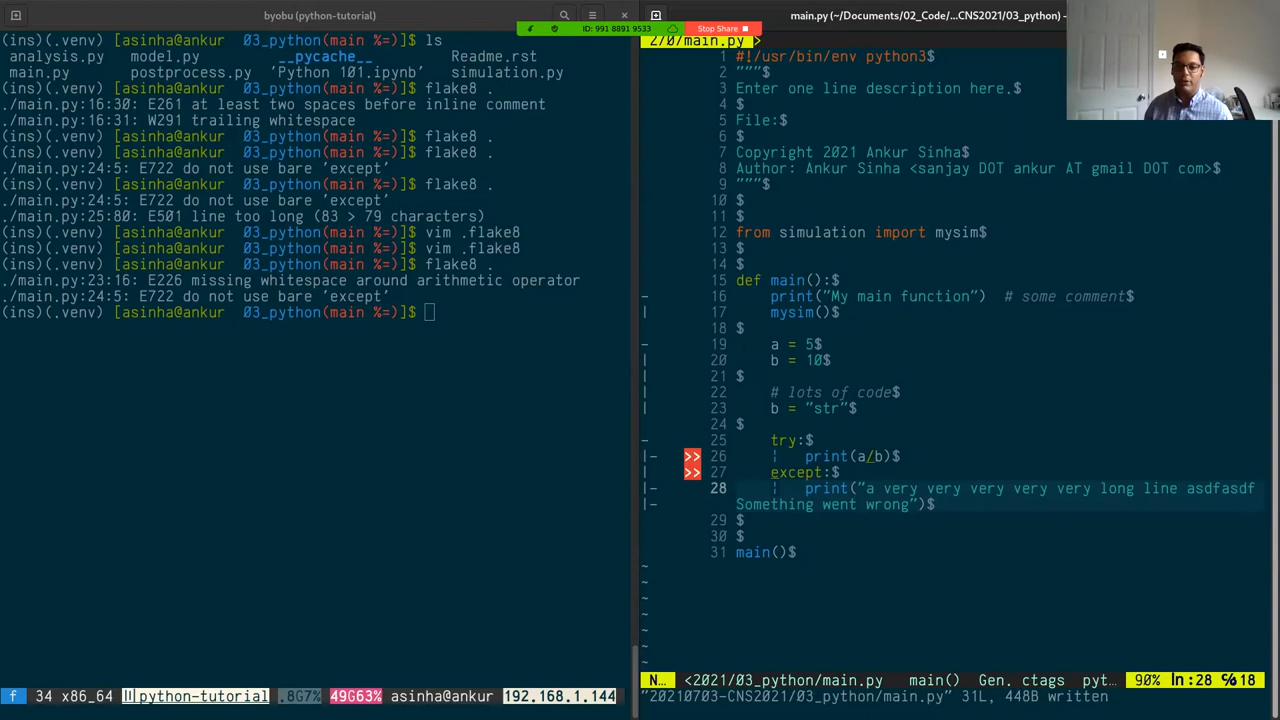 byobu (python-tutorial)
ID: 991 8891 9533 Stop Share
main.py (~/Documents/02_Code/...CNS2021/03_python) –
(ins)(.venv) [asinha@ankur 03_python(main %=)]$ ls
analysis.py model.py __pycache__ Readme.rst
main.py postprocess.py 'Python 101.ipynb' simulation.py
(ins)(.venv) [asinha@ankur 03_python(main %=)]$ flake8 .
./main.py:16:30: E261 at least two spaces before inline comment
./main.py:16:31: W291 trailing whitespace
(ins)(.venv) [asinha@ankur 03_python(main %=)]$ flake8 .
(ins)(.venv) [asinha@ankur 03_python(main %=)]$ flake8 .
./main.py:24:5: E722 do not use bare 'except'
(ins)(.venv) [asinha@ankur 03_python(main %=)]$ flake8 .
./main.py:24:5: E722 do not use bare 'except'
./main.py:25:80: E501 line too long (83 > 79 characters)
(ins)(.venv) [asinha@ankur 03_python(main %=)]$ vim .flake8
(ins)(.venv) [asinha@ankur 03_python(main %=)]$ vim .flake8
(ins)(.venv) [asinha@ankur 03_python(main %=)]$ flake8 .
./main.py:23:16: E226 missing whitespace around arithmetic operator
./main.py:24:5: E722 do not use bare 'except'
(ins)(.venv) [asinha@ankur 03_python(main %=)]$
f 34 x86_64 python-tutorial .8G7% 49G63% asinha@ankur 192.168.1.144
2/0/main.py >
1 #!/usr/bin/env python3$
2 """$
3 Enter one line description here.$
4 $
5 File:$
6 $
7 Copyright 2021 Ankur Sinha$
8 Author: Ankur Sinha <sanjay DOT ankur AT gmail DOT com>$
9 """$
10 $
11 $
12 from simulation import mysim$
13 $
14 $
15 def main():$
16 print("My main function") # some comment$
17 mysim()$
18 $
19 a = 5$
20 b = 10$
21 $
22 # lots of code$
23 b = "str"$
24 $
25 try:$
>> 26 ¦ print(a/b)$
>> 27 except:$
28 ¦ print("a very very very very very long line asdfasdf
Something went wrong")$
29 $
30 $
31 main()$
~
~
~
~
~
~
~
N... <2021/03_python/main.py main() Gen. ctags pyt... 90% ln:28 ℅18
"20210703-CNS2021/03_python/main.py" 31L, 448B written